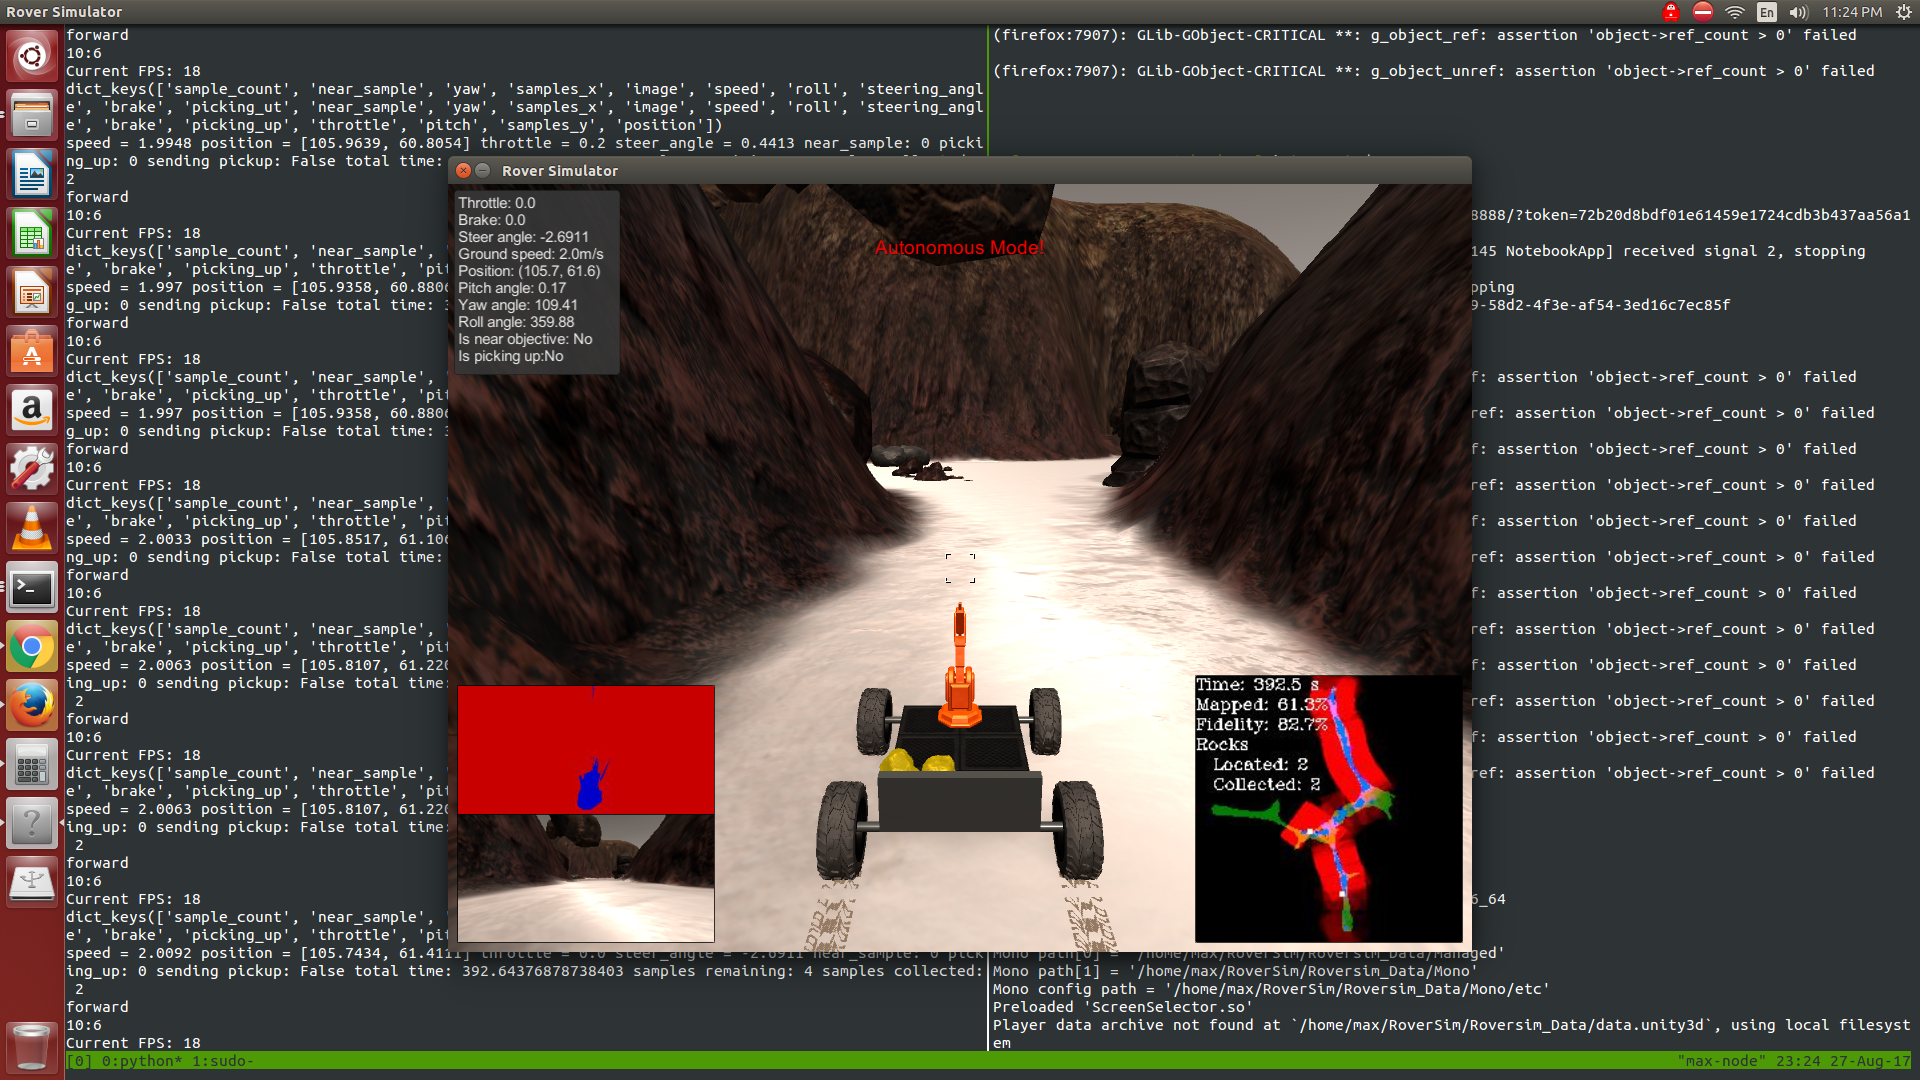 Rover Simulator
En
11:24 PM
forward
10:6
Current FPS: 18
dict_keys(['sample_count', 'near_sample', 'yaw', 'samples_x', 'image', 'speed', 'roll', 'steering_angl
e', 'brake', 'picking_ut', 'near_sample', 'yaw', 'samples_x', 'image', 'speed', 'roll', 'steering_angl
e', 'brake', 'picking_up', 'throttle', 'pitch', 'samples_y', 'position'])
speed = 1.9948 position = [105.9639, 60.8054] throttle = 0.2 steer_angle = 0.4413 near_sample: 0 picki
ng_up: 0 sending pickup: False total time:
2
forward
10:6
Current FPS: 18
dict_keys(['sample_count', 'near_sample',
e', 'brake', 'picking_up', 'throttle',
speed = 1.997 position = [105.9358,
g_up: 0 sending pickup: False total time:
forward
10:6
Current FPS: 18
dict_keys(['sample_count', 'near_sample',
e', 'brake', 'picking_up', 'throttle',
speed = 1.997 position = [105.9358,
g_up: 0 sending pickup: False total time:
forward
10:6
Current FPS: 18
dict_keys(['sample_count', 'near_sample',
e', 'brake', 'picking_up', 'throttle',
speed = 2.0033 position = [105.8517,
ng_up: 0 sending pickup: False total time:
forward
10:6
Current FPS: 18
dict_keys(['sample_count', 'near_sample',
e', 'brake', 'picking_up', 'throttle',
speed = 2.0063 position = [105.8107,
ing_up: 0 sending pickup: False total time:
2
forward
10:6
Current FPS: 18
dict_keys(['sample_count', 'near_sample',
e', 'brake', 'picking_up', 'throttle',
speed = 2.0063 position = [105.8107,
ing_up: 0 sending pickup: False total time:
2
forward
10:6
Current FPS: 18
dict_keys(['sample_count', 'near_sample',
e', 'brake', 'picking_up', 'throttle',
speed = 2.0092 position = [105.7434, 61.4111] throttle = 0.0 steer_angle = -2.6911 near_sample: 0 pick
ing_up: 0 sending pickup: False total time: 392.64376878738403 samples remaining: 4 samples collected:
2
forward
10:6
Current FPS: 18
[0] 0:python* 1:sudo-
(firefox:7907): GLib-GObject-CRITICAL **: g_object_ref: assertion 'object->ref_count > 0' failed
(firefox:7907): GLib-GObject-CRITICAL **: g_object_unref: assertion 'object->ref_count > 0' failed
8888/?token=72b20d8bdf01e61459e1724cdb3b437aa56a1
145 NotebookApp] received signal 2, stopping
pping
9-58d2-4f3e-af54-3ed16c7ec85f
f: assertion 'object->ref_count > 0' failed
ref: assertion 'object->ref_count > 0' failed
f: assertion 'object->ref_count > 0' failed
ref: assertion 'object->ref_count > 0' failed
f: assertion 'object->ref_count > 0' failed
ref: assertion 'object->ref_count > 0' failed
f: assertion 'object->ref_count > 0' failed
ref: assertion 'object->ref_count > 0' failed
f: assertion 'object->ref_count > 0' failed
ref: assertion 'object->ref_count > 0' failed
f: assertion 'object->ref_count > 0' failed
ref: assertion 'object->ref_count > 0' failed
6_64
Mono path[0] = '/home/max/RoverSim/Roversim_Data/Managed'
Mono path[1] = '/home/max/RoverSim/Roversim_Data/Mono'
Mono config path = '/home/max/RoverSim/Roversim_Data/Mono/etc'
Preloaded 'ScreenSelector.so'
Player data archive not found at `/home/max/RoverSim/Roversim_Data/data.unity3d`, using local filesyst
em
"max-node" 23:24 27-Aug-17
Rover Simulator
Throttle: 0.0
Brake: 0.0
Steer angle: -2.6911
Ground speed: 2.0m/s
Position: (105.7, 61.6)
Pitch angle: 0.17
Yaw angle: 109.41
Roll angle: 359.88
Is near objective: No
Is picking up:No
Autonomous Mode!
Time: 392.5 s
Mapped: 61.3%
Fidelity: 82.7%
Rocks
Located: 2
Collected: 2